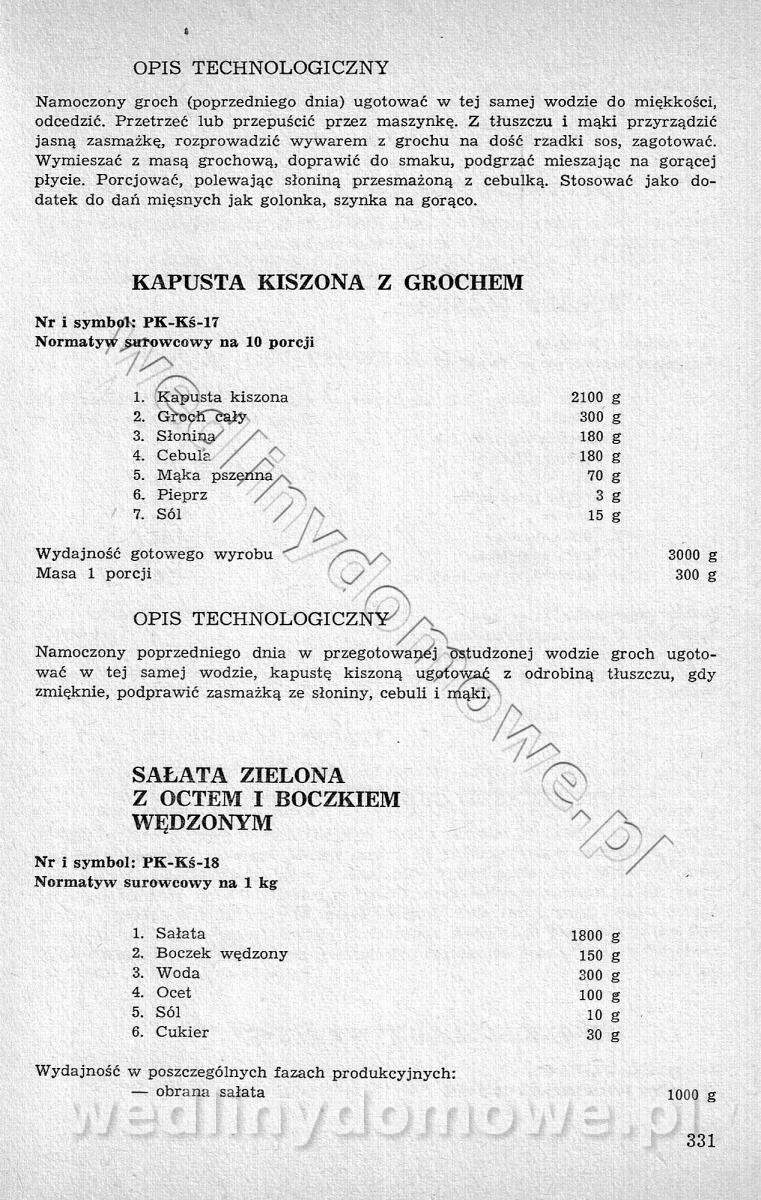 OPIS TECHNOLOGICZNY
Namoczony groch (poprzedniego dnia) ugotować w tej samej wodzie do miękkości,
odcedzić. Przetrzeć lub przepuścić przez maszynkę. Z tłuszczu i mąki przyrządzić
jasną zasmażkę, rozprowadzić wywarem z grochu na dość rzadki sos, zagotować.
Wymieszać z masą grochową, doprawić do smaku, podgrzać mieszając na gorącej
płycie. Porcjować, polewając słoniną przesmażoną z cebulką. Stosować jako do-
datek do dań mięsnych jak golonka, szynka na gorąco.
KAPUSTA KISZONA Z GROCHEM
Nr i symbol: PK-Kś-17
Normatyw surowcowy na 10 porcji
1. Kapusta kiszona 2100 g
2. Groch cały 300 g
3. Słonina 180 g
4. Cebula 180 g
5. Mąka pszenna 70 g
6. Pieprz 3 g
7. Sól 15 g
Wydajność gotowego wyrobu 3000 g
Masa 1 porcji 300 g
OPIS TECHNOLOGICZNY
Namoczony poprzedniego dnia w przegotowanej ostudzonej wodzie groch ugoto-
wać w tej samej wodzie, kapustę kiszoną ugotować z odrobiną tłuszczu, gdy
zmięknie, podprawić zasmażką ze słoniny, cebuli i mąki.
SAŁATA ZIELONA
Z OCTEM I BOCZKIEM
WĘDZONYM
Nr i symbol: PK-Kś-18
Normatyw surowcowy na 1 kg
1. Sałata 1800 g
2. Boczek wędzony 150 g
3. Woda 300 g
4. Ocet 100 g
5. Sól 10 g
6. Cukier 30 g
Wydajność w poszczególnych fazach produkcyjnych:
— obrana sałata 1000 g
331
wedlinydomowe.pl
wedlinydomowe.pl